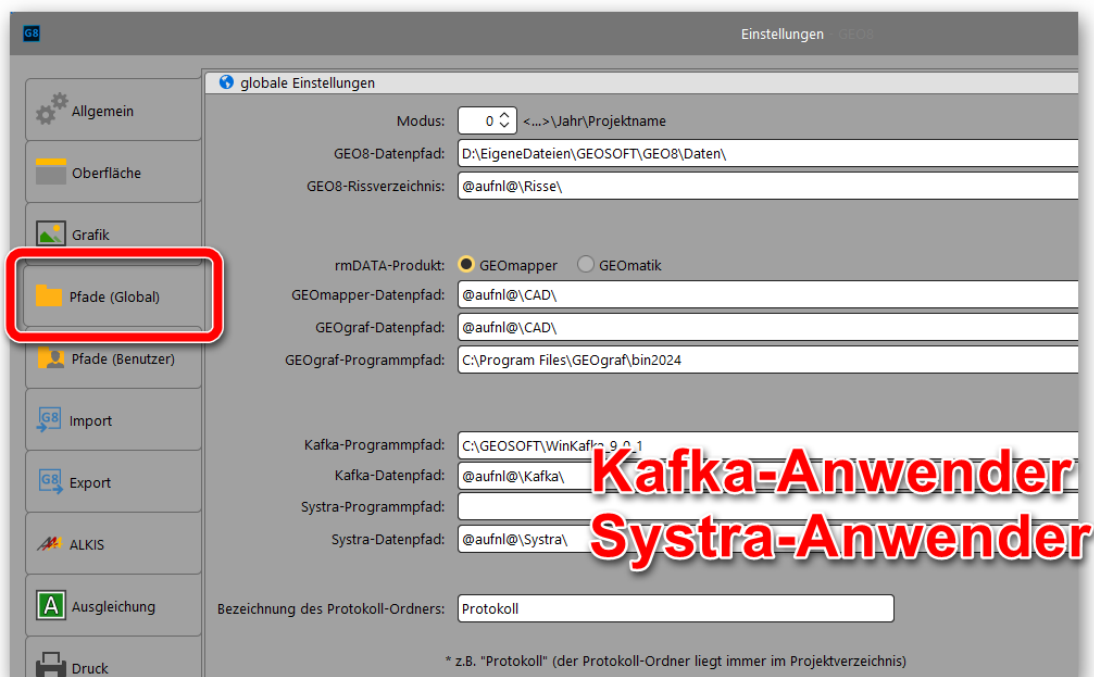 G8 Einstellungen - GEO8
Allgemein
Oberfläche
Grafik
Pfade (Global)
Pfade (Benutzer)
G8 Import
G8 Export
ALKIS
A Ausgleichung
Druck
globale Einstellungen
Modus: 0 <...>\Jahr\Projektname
GEO8-Datenpfad: D:\EigeneDateien\GEOSOFT\GEO8\Daten\
GEO8-Rissverzeichnis: @aufnl@\Risse\
rmDATA-Produkt: GEOmapper GEOmatik
GEOmapper-Datenpfad: @aufnl@\CAD\
GEOgraf-Datenpfad: @aufnl@\CAD\
GEOgraf-Programmpfad: C:\Program Files\GEOgraf\bin2024
Kafka-Programmpfad: C:\GEOSOFT\WinKafka_9_0_1
Kafka-Datenpfad: @aufnl@\Kafka\
Kafka-Anwender
Systra-Programmpfad:
Systra-Datenpfad: @aufnl@\Systra\
Systra-Anwender
Bezeichnung des Protokoll-Ordners: Protokoll
* z.B. "Protokoll" (der Protokoll-Ordner liegt immer im Projektverzeichnis)